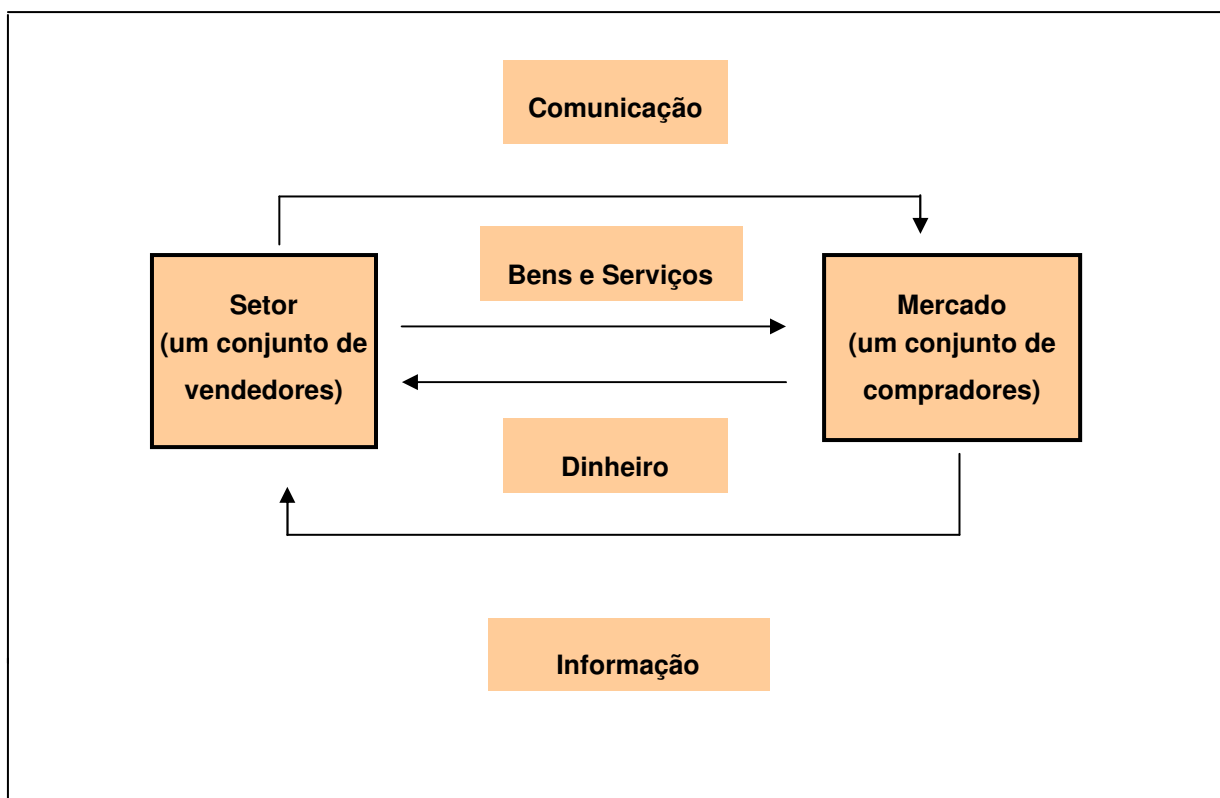 Comunicação
Bens e Serviços
Setor
(um conjunto de
vendedores)
Mercado
(um conjunto de
compradores)
Dinheiro
Informação